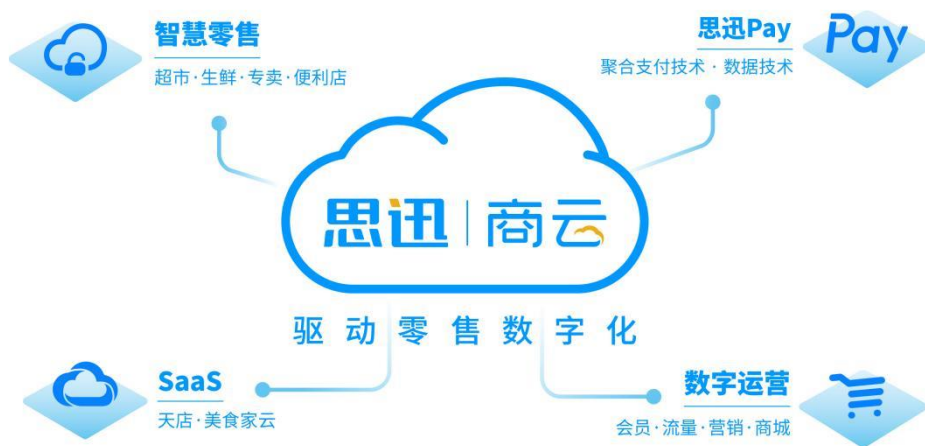 智慧零售
超市·生鲜·专卖·便利店
思迅Pay
聚合支付技术 · 数据技术
Pay
思迅|商云
驱动零售数字化
SaaS
天店·美食家云
数字运营
会员·流量·营销·商城